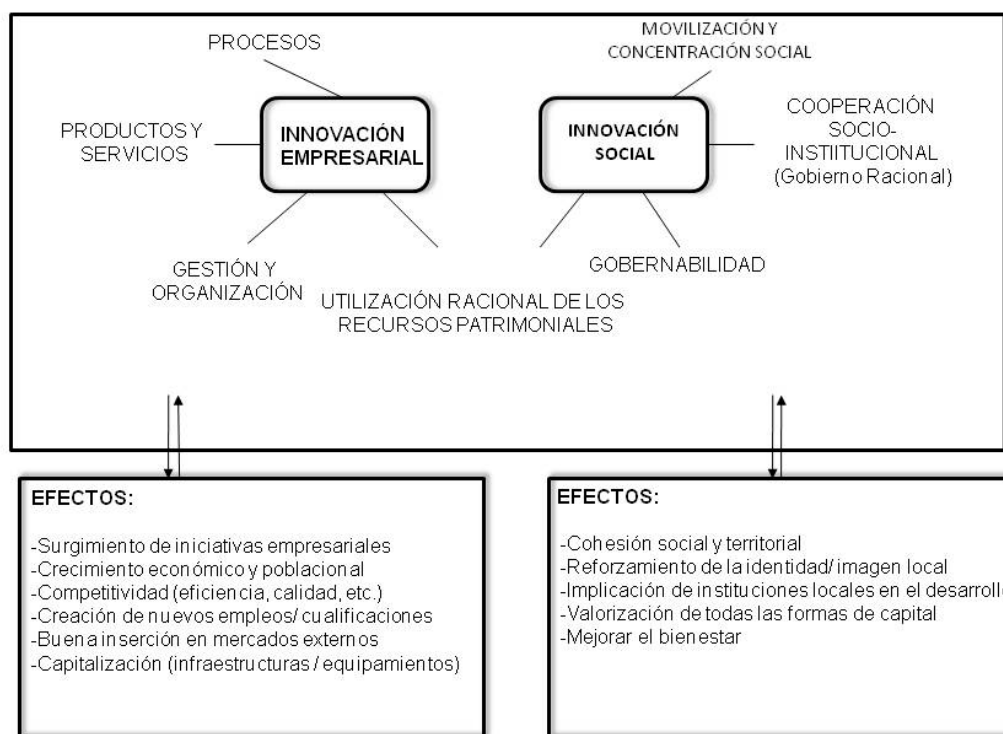 PROCESOS
MOVILIZACIÓN Y
CONCENTRACIÓN SOCIAL
PRODUCTOS Y
SERVICIOS
INNOVACIÓN
EMPRESARIAL
INNOVACIÓN
SOCIAL
COOPERACIÓN
SOCIO-
INSTIITUCIONAL
(Gobierno Racional)
GESTIÓN Y
ORGANIZACIÓN
UTILIZACIÓN RACIONAL DE LOS
RECURSOS PATRIMONIALES
GOBERNABILIDAD
EFECTOS:
-Surgimiento de iniciativas empresariales
-Crecimiento económico y poblacional
-Competitividad (eficiencia, calidad, etc.)
-Creación de nuevos empleos/ cualificaciones
-Buena inserción en mercados externos
-Capitalización (infraestructuras / equipamientos)
EFECTOS:
-Cohesión social y territorial
-Reforzamiento de la identidad/ imagen local
-Implicación de instituciones locales en el desarroll
-Valorización de todas las formas de capital
-Mejorar el bienestar